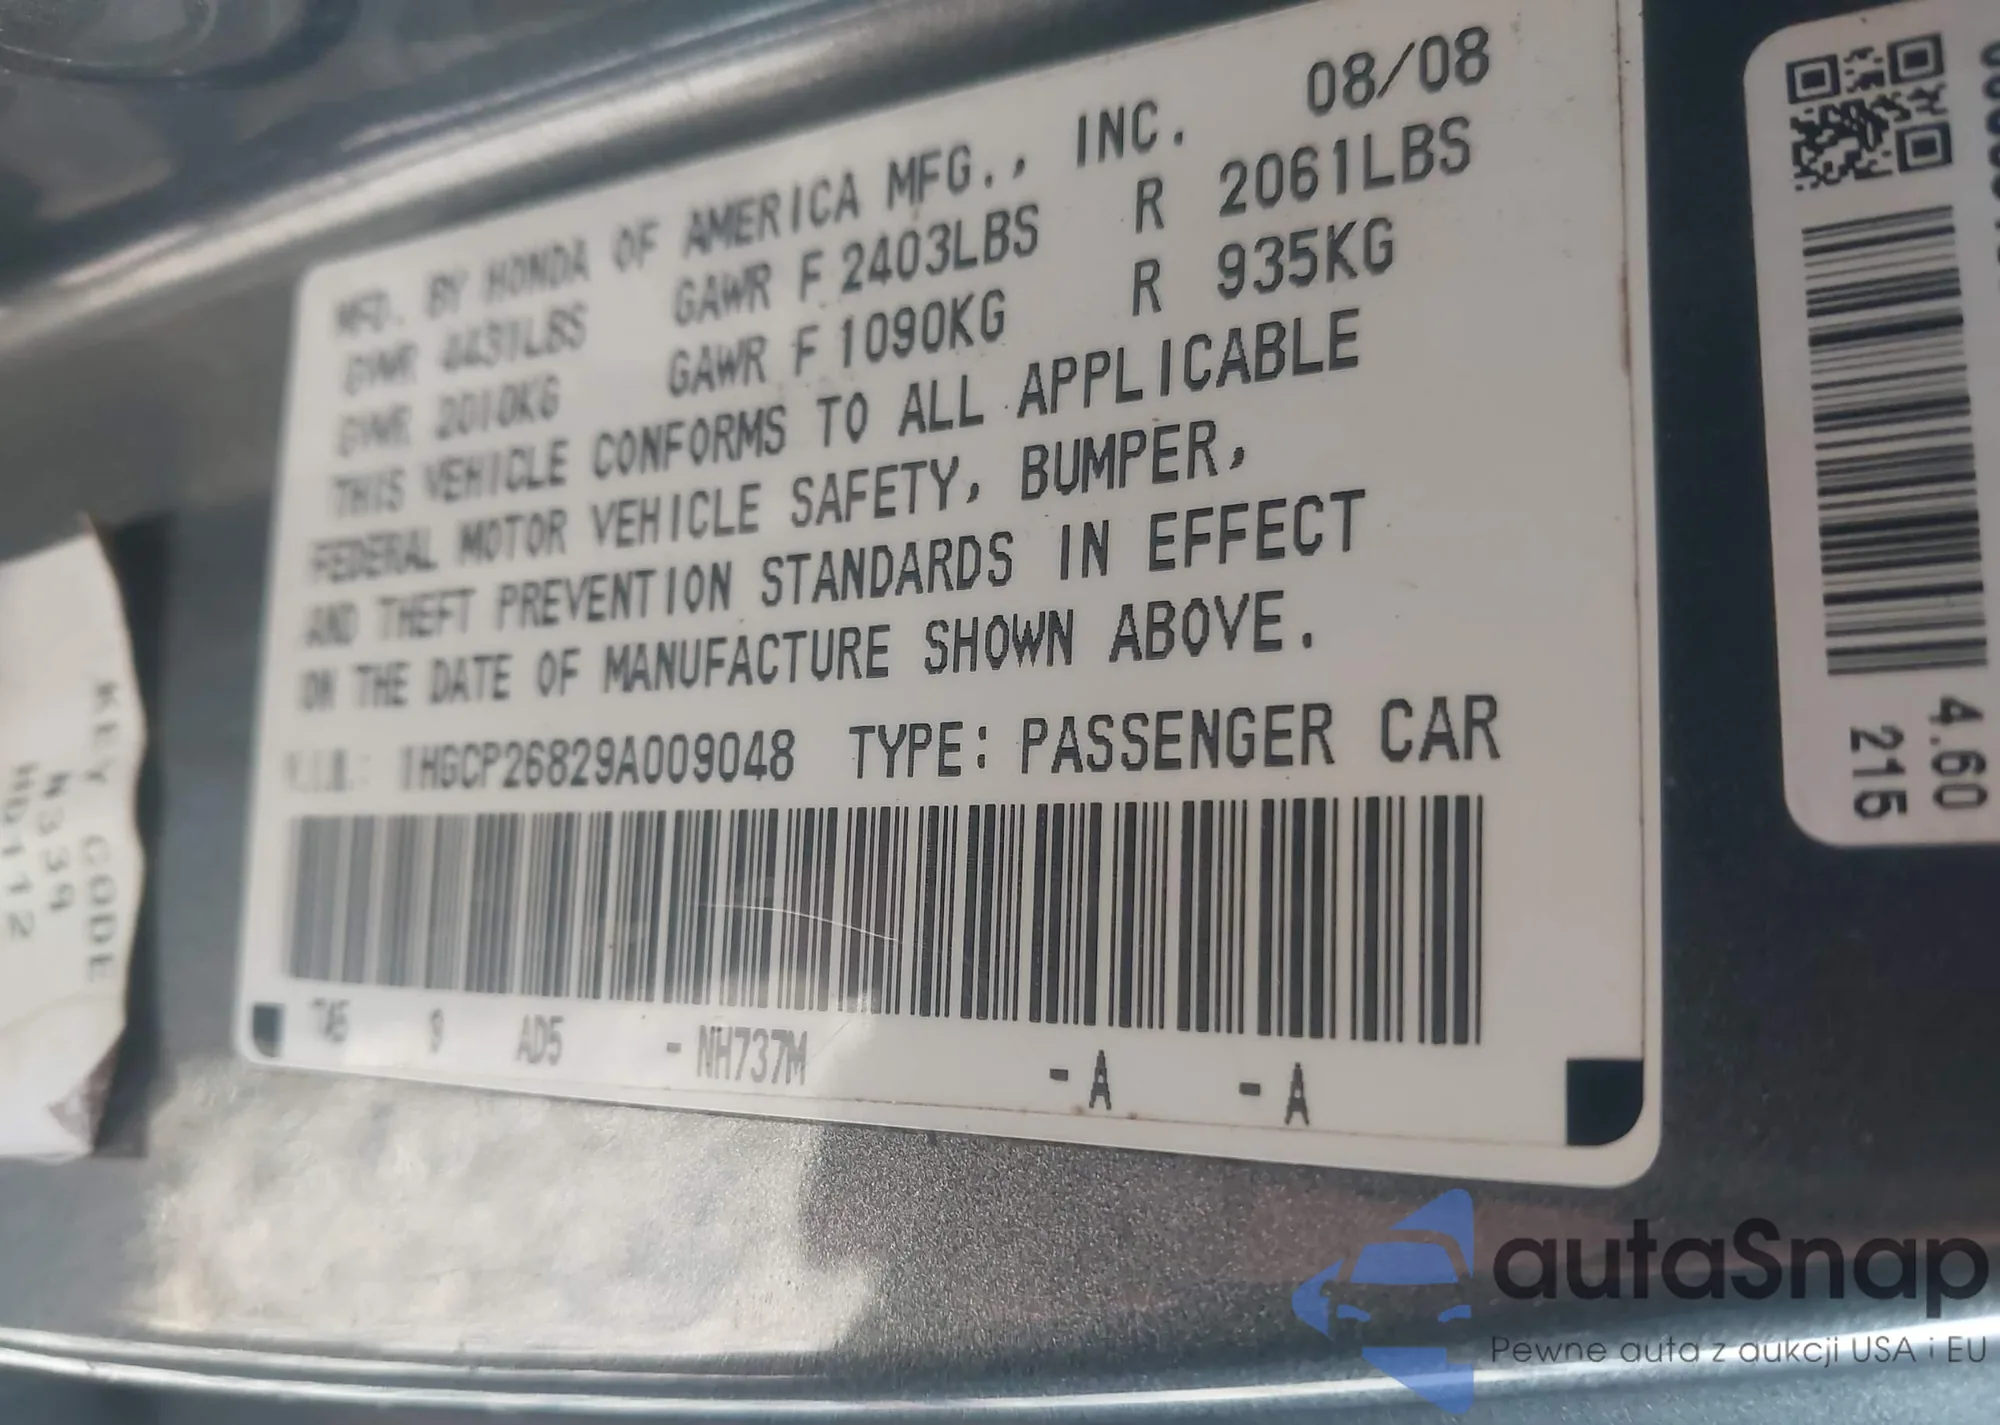 08/08
MFD. BY HONDA OF AMERICA MFG., INC.
GVWR 4431LBS GAWR F 2403LBS R 2061LBS
GVWR 2010KG GAWR F 1090KG R 935KG
THIS VEHICLE CONFORMS TO ALL APPLICABLE
FEDERAL MOTOR VEHICLE SAFETY, BUMPER,
AND THEFT PREVENTION STANDARDS IN EFFECT
ON THE DATE OF MANUFACTURE SHOWN ABOVE.
V.I.N.: 1HGCP26829A009048 TYPE: PASSENGER CAR
TA5 9 AD5 -NH737M -A -A
KEY CODE
N339
HD112
4.60
216
autaSnap
Pewne auta z aukcji USA i EU